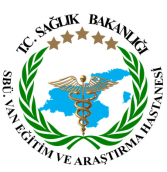 T.C. SAĞLIK BAKANLIĞI
SBÜ. VAN EĞİTİM VE ARAŞTIRMA HASTANESİ